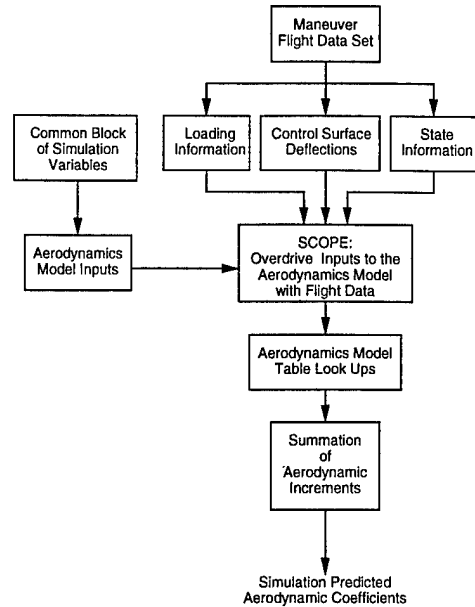 Maneuver
Flight Data Set
Common Block
of Simulation
Variables
Loading
Information
Control Surface
Deflections
State
Information
Aerodynamics
Model Inputs
SCOPE:
Overdrive Inputs to the
Aerodynamics Model
with Flight Data
Aerodynamics Model
Table Look Ups
Summation
of
Aerodynamic
Increments
Simulation Predicted
Aerodynamic Coefficients